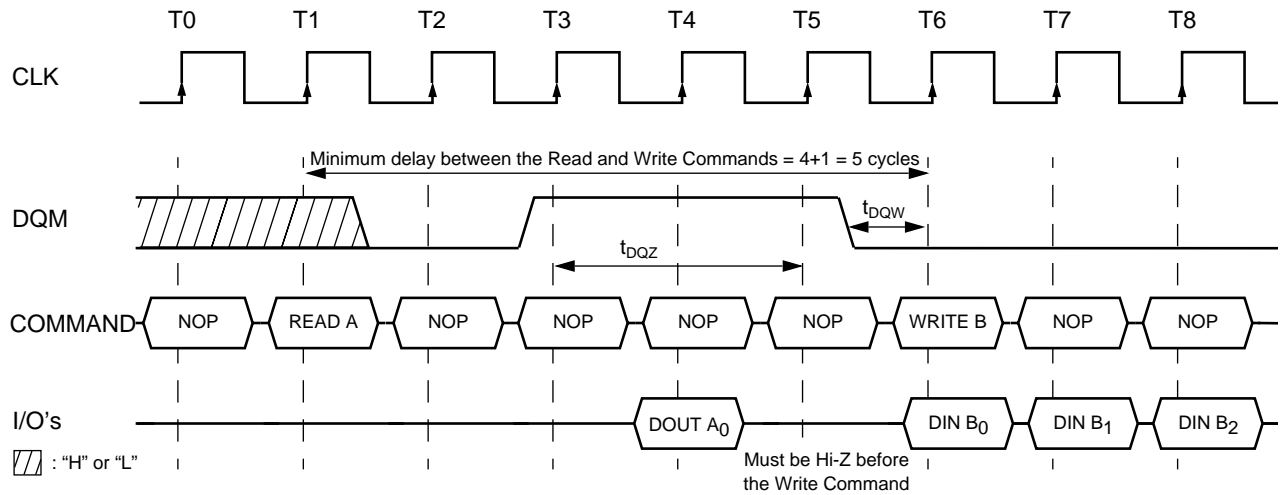 T0 T1 T2 T3 T4 T5 T6 T7 T8
CLK
Minimum delay between the Read and Write Commands = 4+1 = 5 cycles
DQM
tDQW
tDQZ
COMMAND NOP READ A NOP NOP NOP NOP WRITE B NOP NOP
I/O's DOUT A0 DIN B0 DIN B1 DIN B2
: “H” or “L”
Must be Hi-Z before
the Write Command